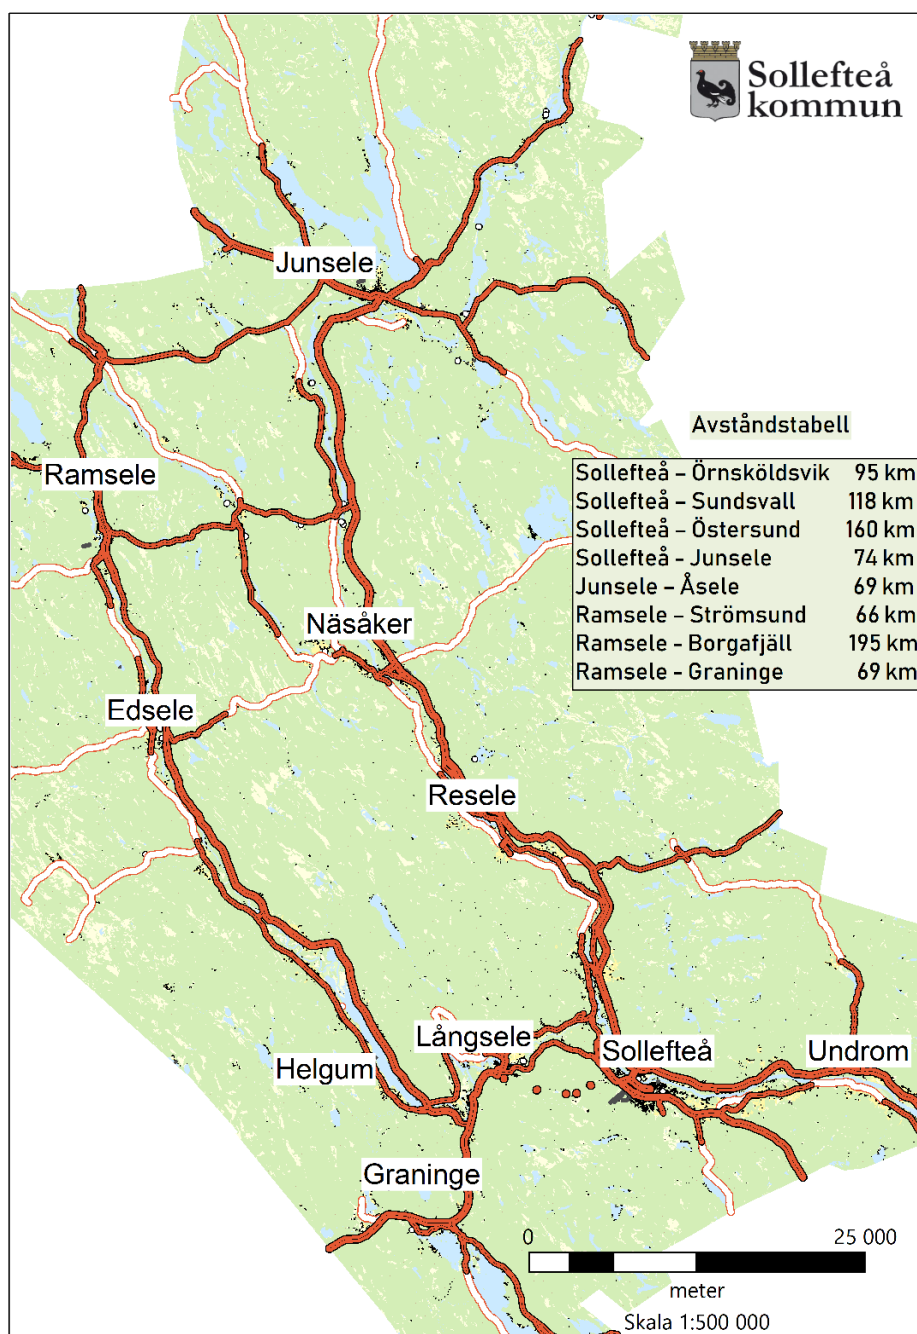 Sollefteå
kommun
Junsele
Avståndstabell
Ramsele
Sollefteå – Örnsköldsvik 95 km
Sollefteå – Sundsvall 118 km
Sollefteå – Östersund 160 km
Sollefteå - Junsele 74 km
Junsele – Åsele 69 km
Ramsele – Strömsund 66 km
Ramsele - Borgafjäll 195 km
Ramsele - Graninge 69 km
Näsåker
Edsele
Resele
Långsele
Sollefteå
Undrom
Helgum
Graninge
0 25 000
meter
Skala 1:500 000